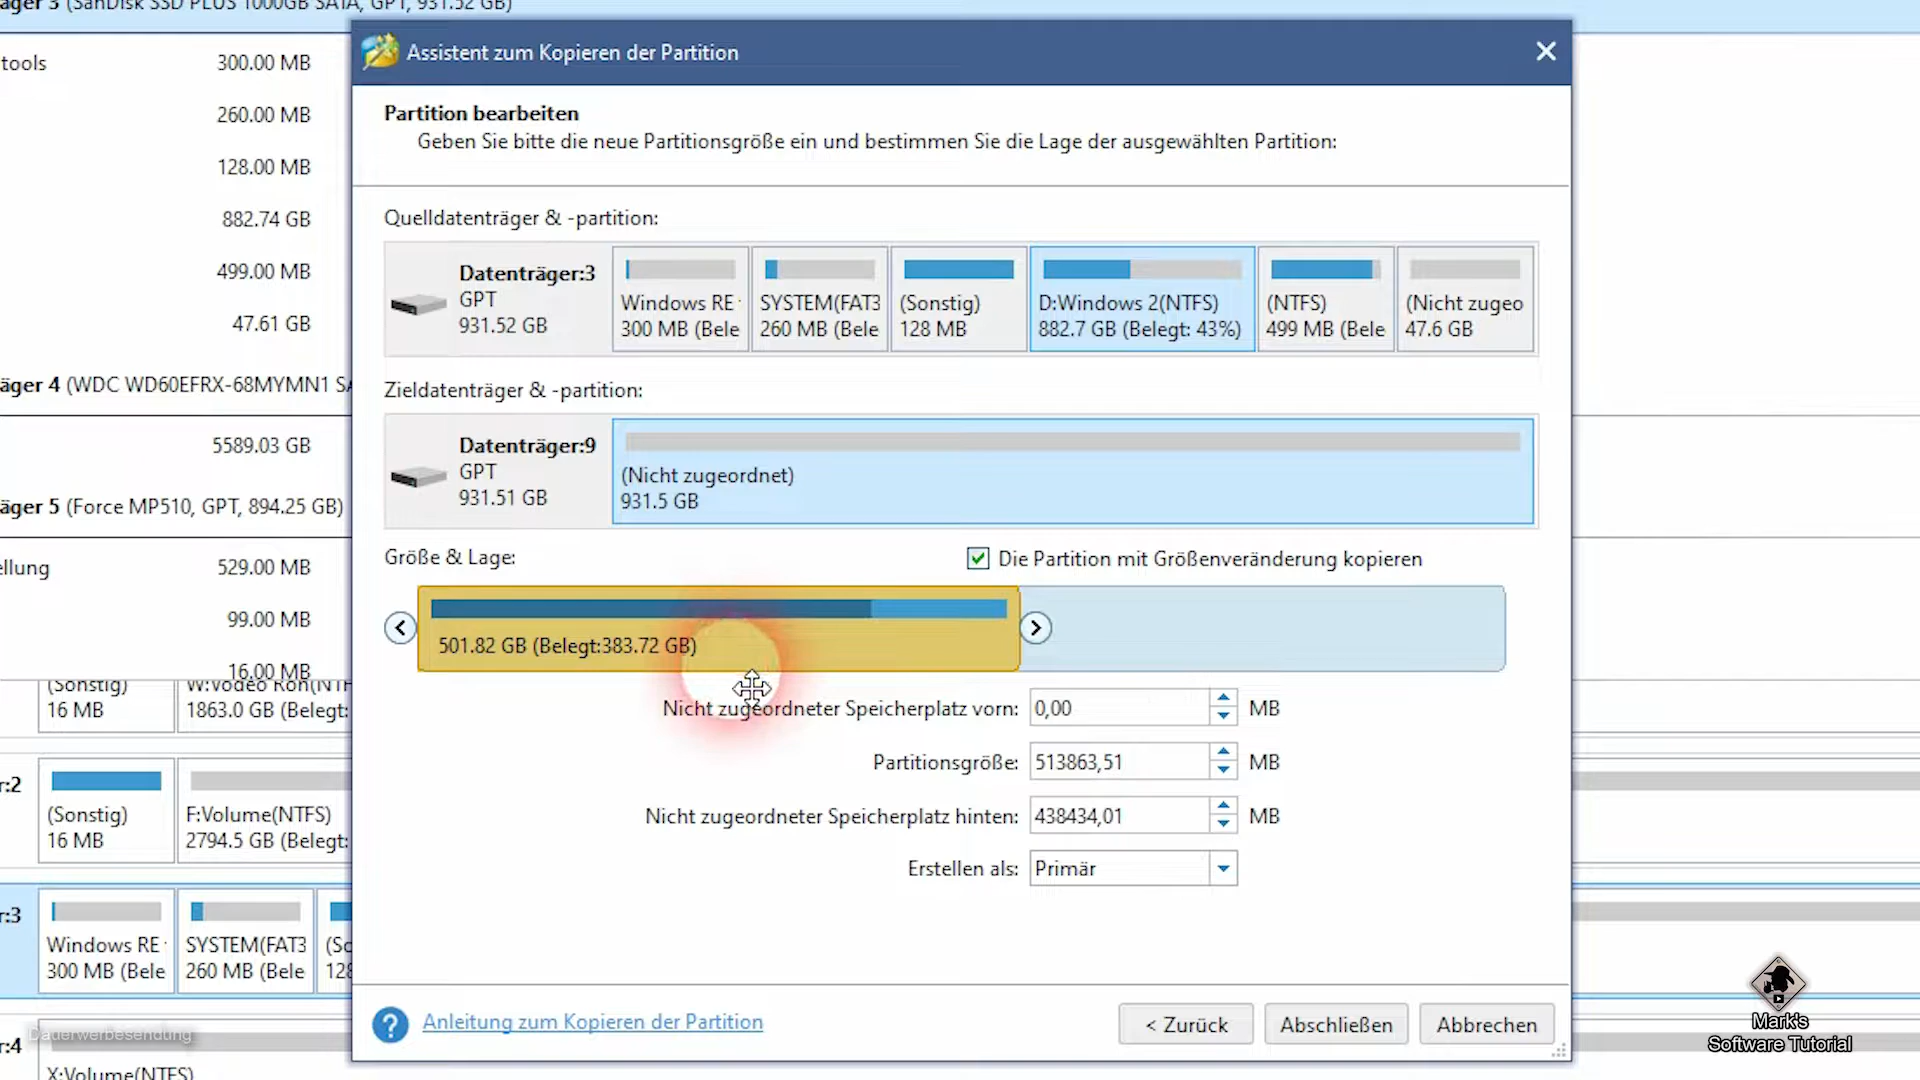 äger 3 (SanDisk SSD PLUS 1000GB SATA, GPT, 931.52 GB)
tools 300.00 MB
260.00 MB
128.00 MB
882.74 GB
499.00 MB
47.61 GB
äger 4 (WDC WD60EFRX-68MYMN1 SA
5589.03 GB
äger 5 (Force MP510, GPT, 894.25 GB)
ellung 529.00 MB
99.00 MB
16.00 MB
(Sonstig)
16 MB
W:Vodeo Roh(NTF
1863.0 GB (Belegt:
r:2
(Sonstig)
16 MB
F:Volume(NTFS)
2794.5 GB (Belegt:
r:3
Windows RE
300 MB (Bele
SYSTEM(FAT3
260 MB (Bele
(So
128
r:4
X:Volume(NTFS)
Dauerwerbesendung
Assistent zum Kopieren der Partition
Partition bearbeiten
Geben Sie bitte die neue Partitionsgröße ein und bestimmen Sie die Lage der ausgewählten Partition:
Quelldatenträger & -partition:
Datenträger:3
GPT
931.52 GB
Windows RE
300 MB (Bele
SYSTEM(FAT3
260 MB (Bele
(Sonstig)
128 MB
D:Windows 2(NTFS)
882.7 GB (Belegt: 43%)
(NTFS)
499 MB (Bele
(Nicht zugeo
47.6 GB
Zieldatenträger & -partition:
Datenträger:9
GPT
931.51 GB
(Nicht zugeordnet)
931.5 GB
Größe & Lage:
Die Partition mit Größenveränderung kopieren
501.82 GB (Belegt:383.72 GB)
Nicht zugeordneter Speicherplatz vorn: 0,00 MB
Partitionsgröße: 513863,51 MB
Nicht zugeordneter Speicherplatz hinten: 438434,01 MB
Erstellen als: Primär
Anleitung zum Kopieren der Partition
< Zurück
Abschließen
Abbrechen
Mark's
Software Tutorial